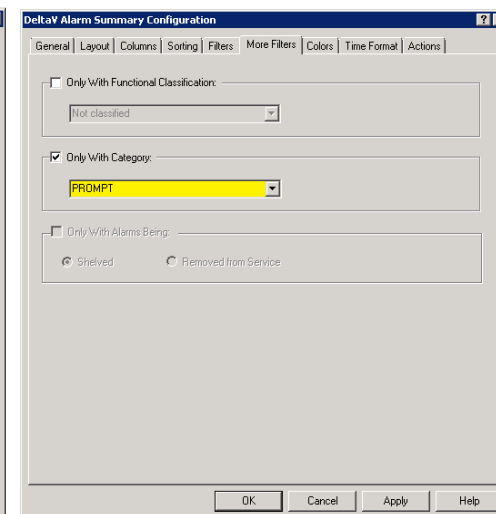 DeltaV Alarm Summary Configuration
?
General Layout Columns Sorting Filters More Filters Colors Time Format Actions
Only With Functional Classification:
Not classified
Only With Category:
PROMPT
Only With Alarms Being:
Shelved Removed from Service
OK Cancel Apply Help